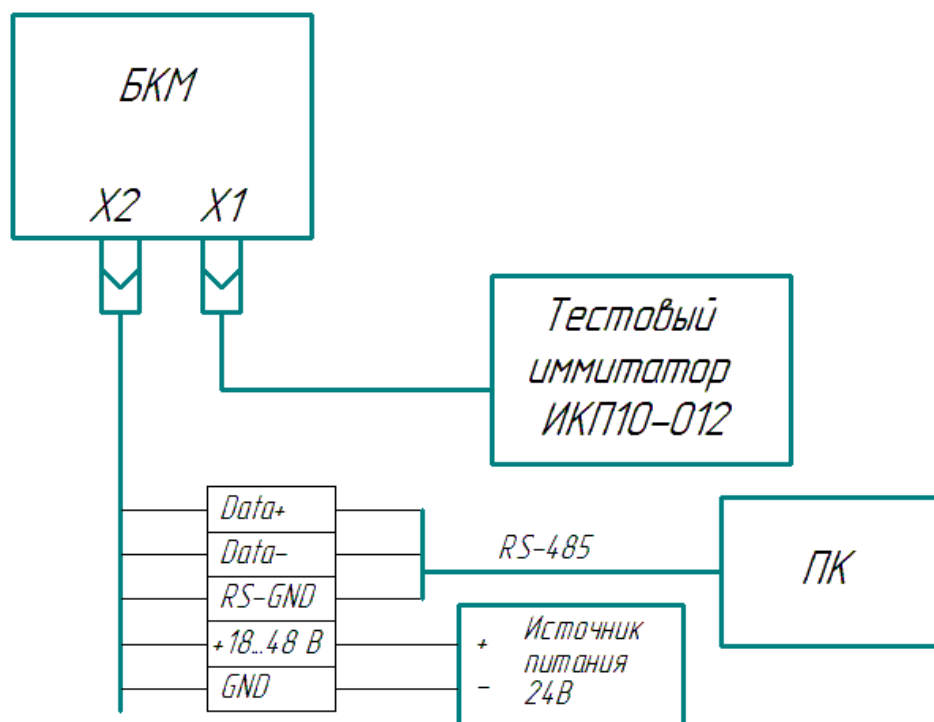 БКМ
X2
X1
Тестовый
иммитатор
ИКП10-012
Data+
Data-
RS-GND
+18...48 В
GND
RS-485
ПК
+
Источник
питания
-
24В